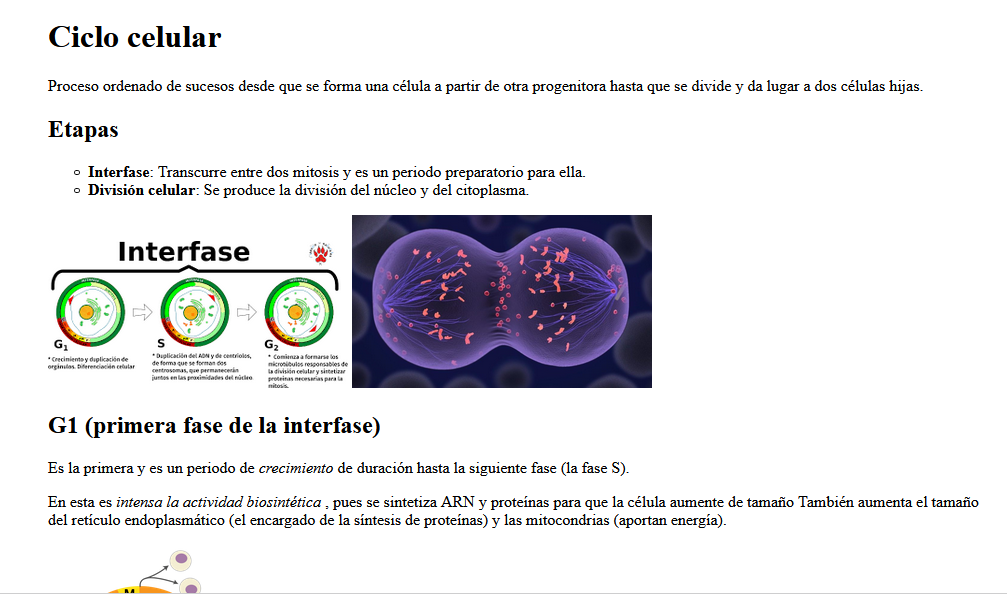 Ciclo celular
Proceso ordenado de sucesos desde que se forma una célula a partir de otra progenitora hasta que se divide y da lugar a dos células hijas.
Etapas
Interfase: Transcurre entre dos mitosis y es un periodo preparatorio para ella.
División celular: Se produce la división del núcleo y del citoplasma.
Interfase
G1
* Crecimiento y duplicación de
orgánulos. Diferenciación celular
S
* Duplicación del ADN y de centriolos,
de forma que se forman dos
centrosomas, que permanecerán
juntos en las proximidades del núcleo
G2
* Comienza a formarse los
microtúbulos responsables de
la división celular y sintetizar
proteínas necesarias para la
mitosis.
G1 (primera fase de la interfase)
Es la primera y es un periodo de crecimiento de duración hasta la siguiente fase (la fase S).
En esta es intensa la actividad biosintética , pues se sintetiza ARN y proteínas para que la célula aumente de tamaño También aumenta el tamaño
del retículo endoplasmático (el encargado de la síntesis de proteínas) y las mitocondrias (aportan energía).
M